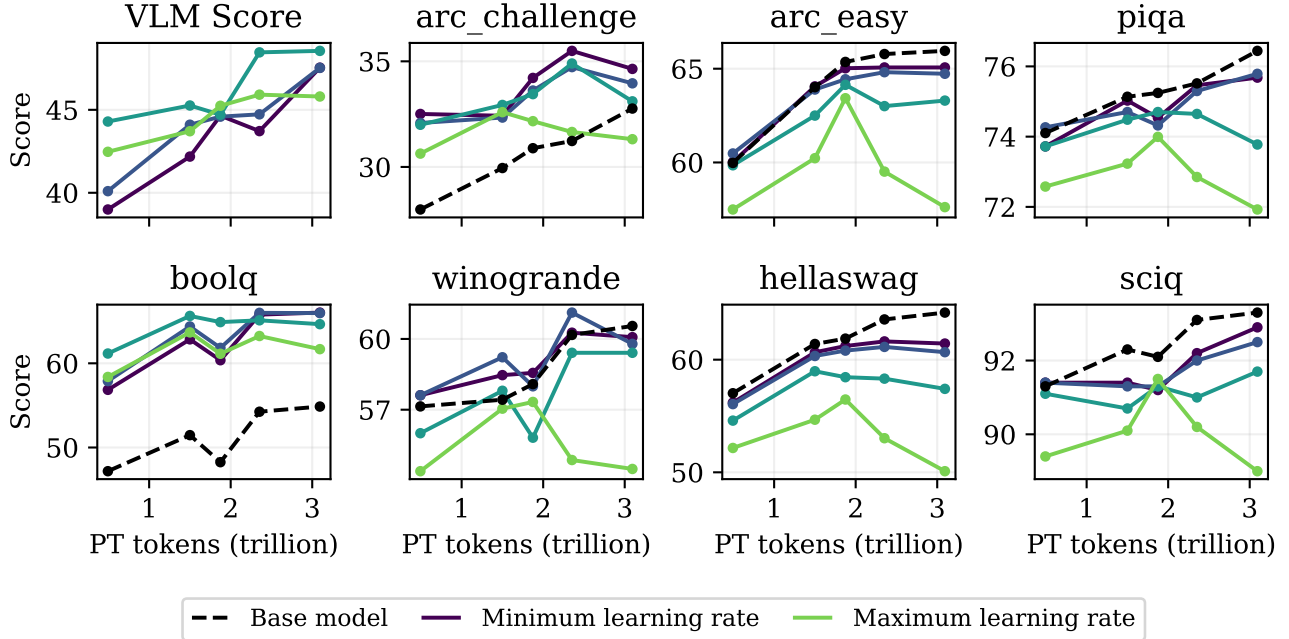 VLM Score
arc_challenge
arc_easy
piqa
Score
45
40
35
30
65
60
76
74
72
boolq
winogrande
hellaswag
sciq
Score
60
50
60
57
60
50
92
90
1 2 3
1 2 3
1 2 3
1 2 3
PT tokens (trillion)
PT tokens (trillion)
PT tokens (trillion)
PT tokens (trillion)
Base model
Minimum learning rate
Maximum learning rate